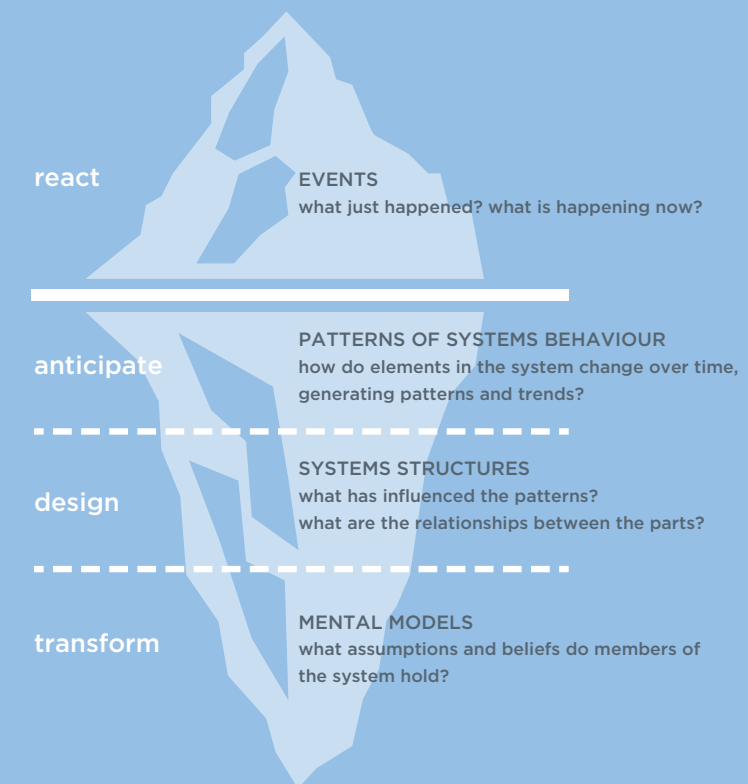 react
EVENTS
what just happened? what is happening now?
anticipate
PATTERNS OF SYSTEMS BEHAVIOUR
how do elements in the system change over time,
generating patterns and trends?
design
SYSTEMS STRUCTURES
what has influenced the patterns?
what are the relationships between the parts?
transform
MENTAL MODELS
what assumptions and beliefs do members of
the system hold?